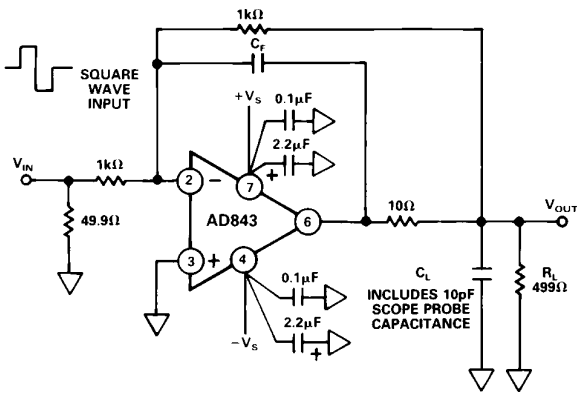 1kΩ
C_F
SQUARE
WAVE
INPUT
+V_S
0.1μF
2.2μF
+
V_IN
1kΩ
2
−
7
49.9Ω
AD843
6
10Ω
V_OUT
3
+
4
0.1μF
2.2μF
+
−V_S
C_L
INCLUDES 10pF
SCOPE PROBE
CAPACITANCE
R_L
499Ω